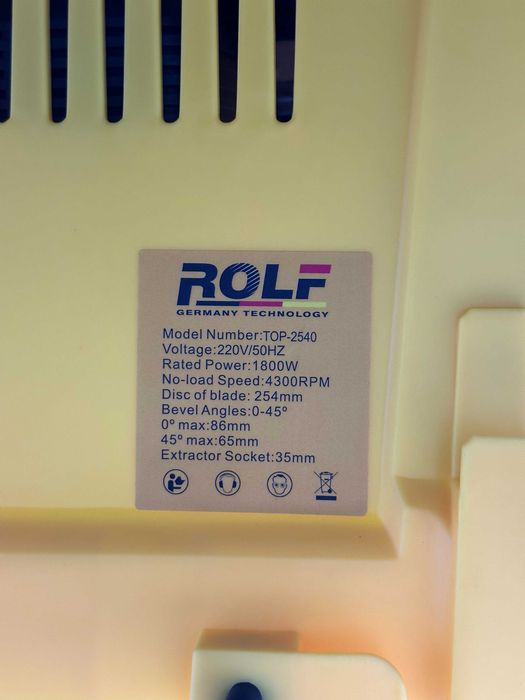 ROLF
GERMANY TECHNOLOGY
Model Number:TOP-2540
Voltage:220V/50HZ
Rated Power:1800W
No-load Speed:4300RPM
Disc of blade: 254mm
Bevel Angles:0-45º
0º max:86mm
45º max:65mm
Extractor Socket:35mm